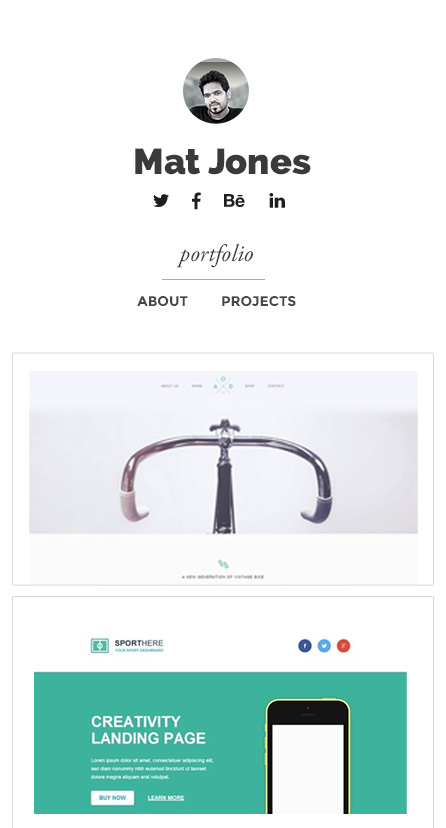 Mat Jones
Bē
in
portfolio
ABOUT PROJECTS
ABOUT US WORK SHOP CONTACT
A NEW GENERATION OF VINTAGE BIKE
SPORTHERE
YOUR SPORT DASHBOARD
CREATIVITY
LANDING PAGE
Lorem ipsum dolor sit amet, consectetuer adipiscing elit,
sed diam nonummy nibh euismod tincidunt ut laoreet
dolore magna aliquam erat volutpat.
BUY NOW LEARN MORE